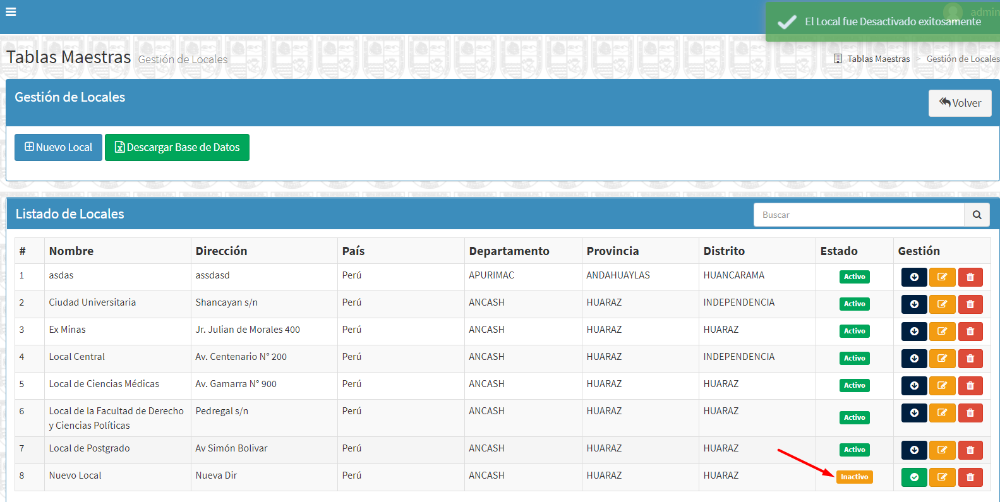 admin
El Local fue Desactivado exitosamente
Tablas Maestras Gestión de Locales
Tablas Maestras > Gestión de Locales
Gestión de Locales
Volver
Nuevo Local Descargar Base de Datos
Listado de Locales
Buscar
# Nombre Dirección País Departamento Provincia Distrito Estado Gestión
1 asdas assdasd Perú APURIMAC ANDAHUAYLAS HUANCARAMA Activo
2 Ciudad Universitaria Shancayan s/n Perú ANCASH HUARAZ INDEPENDENCIA Activo
3 Ex Minas Jr. Julian de Morales 400 Perú ANCASH HUARAZ HUARAZ Activo
4 Local Central Av. Centenario N° 200 Perú ANCASH HUARAZ INDEPENDENCIA Activo
5 Local de Ciencias Médicas Av. Gamarra N° 900 Perú ANCASH HUARAZ HUARAZ Activo
6 Local de la Facultad de Derecho Pedregal s/n Perú ANCASH HUARAZ HUARAZ Activo
y Ciencias Políticas
7 Local de Postgrado Av Simón Bolivar Perú ANCASH HUARAZ HUARAZ Activo
8 Nuevo Local Nueva Dir Perú ANCASH HUARAZ HUARAZ Inactivo